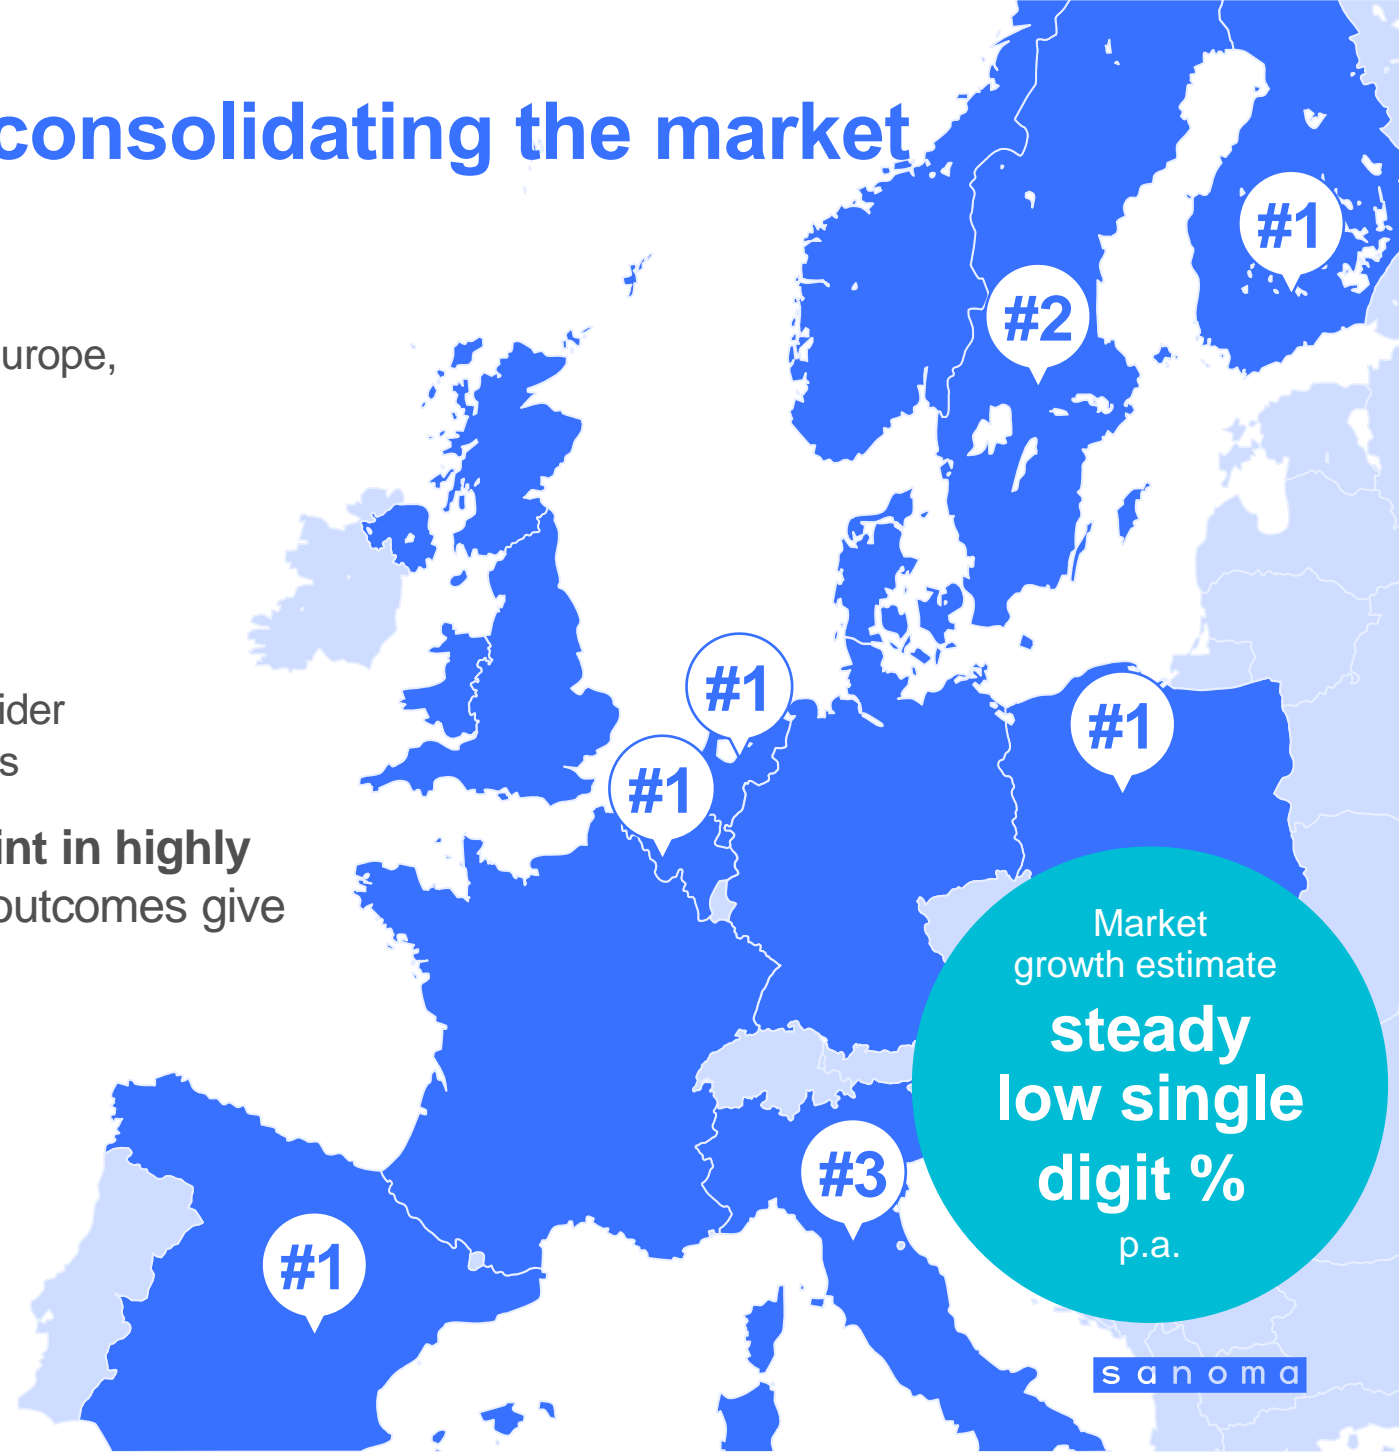 consolidating the market
#1
#2
urope,
#1
ider
#1
s
#1
int in highly
outcomes give
Market
growth estimate
steady
low single
digit %
p.a.
#3
#1
sanoma